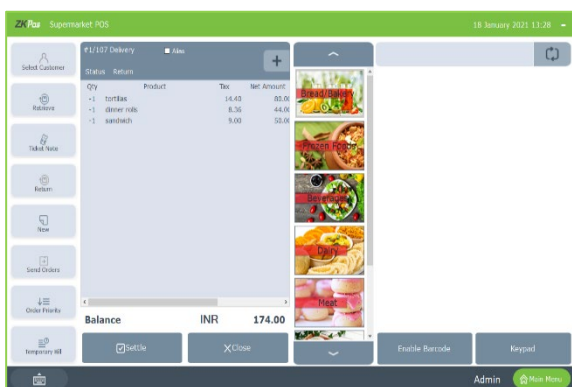 ZKPos Supermarket POS
18 January 2021 13:28
Select Customer
Retrieve
Ticket Note
Return
New
Send Orders
Order Priority
Temporary Bill
#1/107 Delivery
Status Return
Qty Product Tax Net Amount
-1 tortillas 14.40 80.00
-1 dinner rolls 8.36 44.00
-1 sandwich 9.00 50.00
Balance INR 174.00
Settle
Close
Bread/Bakery
Frozen Foods
Beverages
Dairy
Meat
Enable Barcode
Keypad
Admin
Main Menu